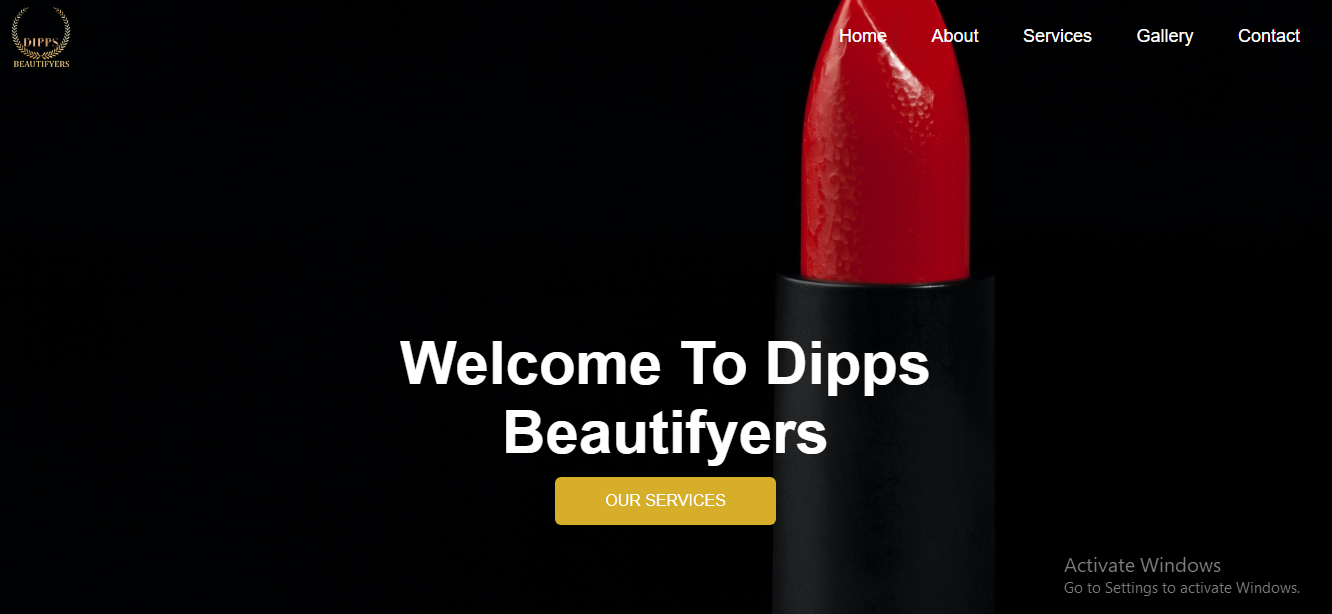 DIPPS
BEAUTIFYERS
Home About Services Gallery Contact
Welcome To Dipps
Beautifyers
OUR SERVICES
Activate Windows
Go to Settings to activate Windows.